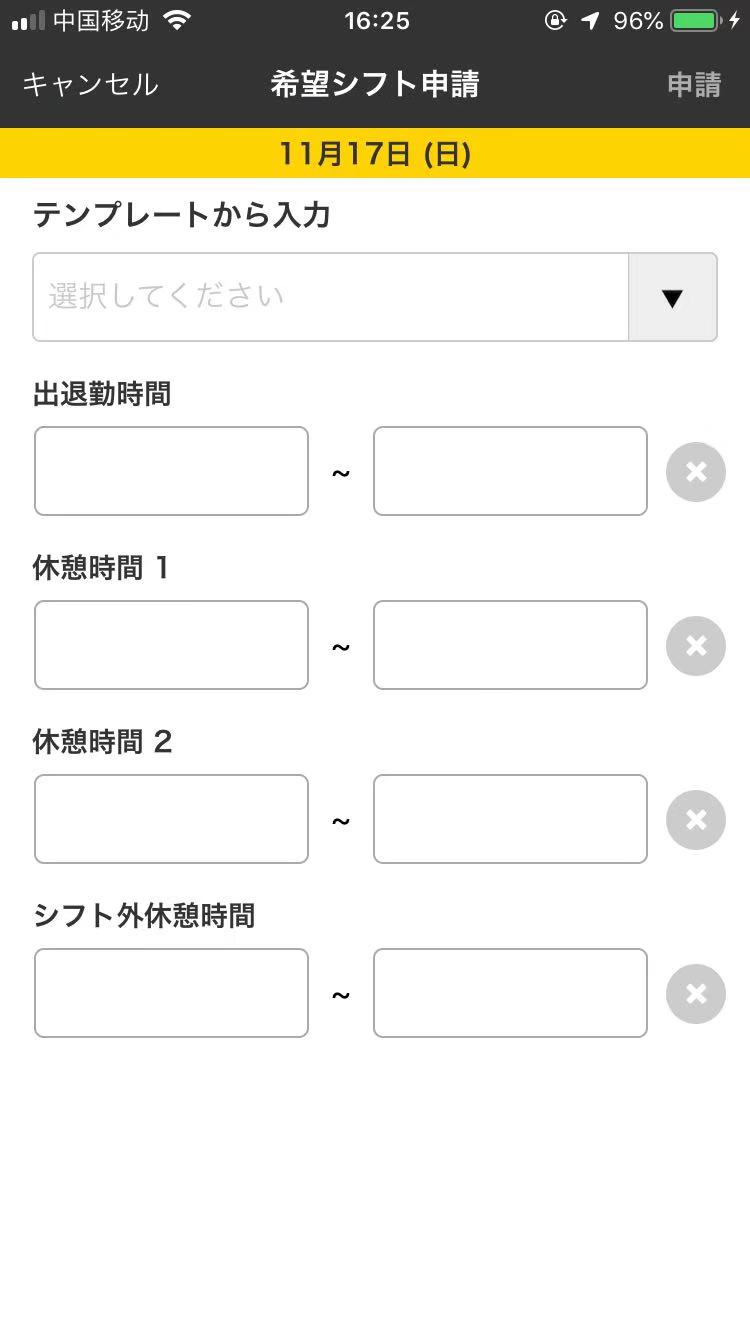 中国移动 16:25 96%
キャンセル 希望シフト申請 申請
11月17日 (日)
テンプレートから入力
選択してください ▼
出退勤時間
~
休憩時間 1
~
休憩時間 2
~
シフト外休憩時間
~